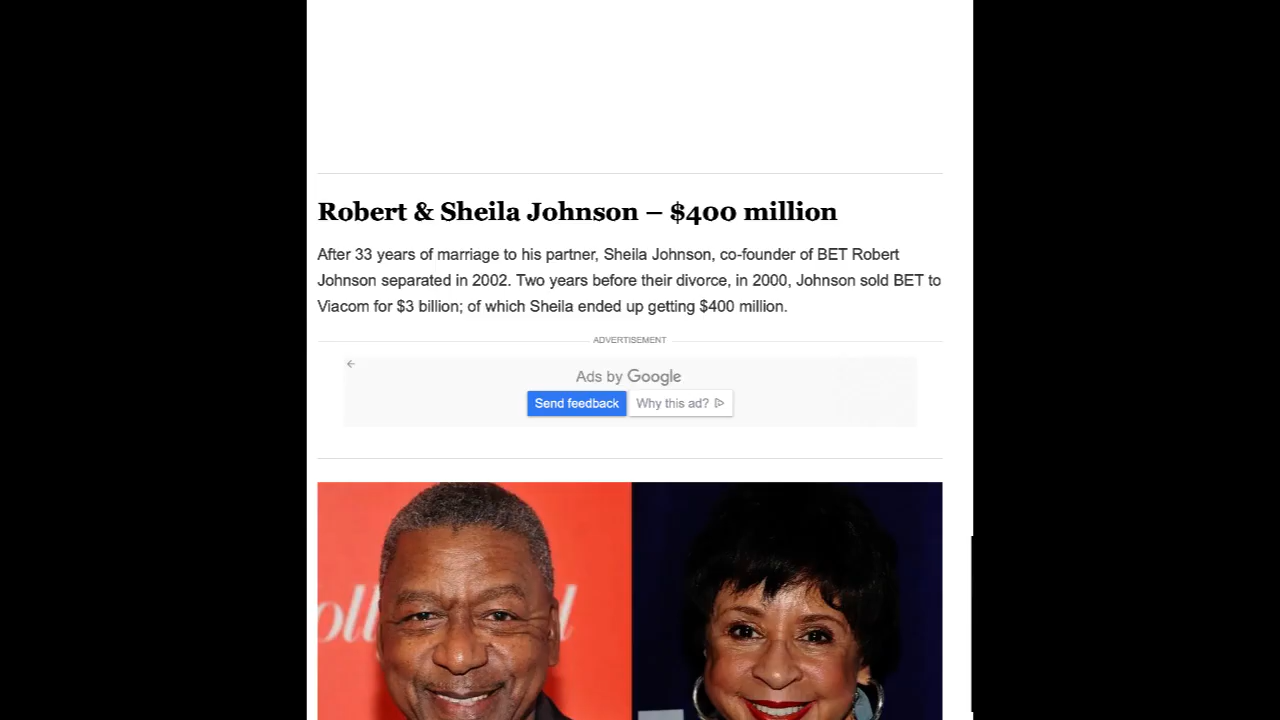 Robert & Sheila Johnson – $400 million
After 33 years of marriage to his partner, Sheila Johnson, co-founder of BET Robert
Johnson separated in 2002. Two years before their divorce, in 2000, Johnson sold BET to
Viacom for $3 billion; of which Sheila ended up getting $400 million.
ADVERTISEMENT
Ads by Google
Send feedback
Why this ad?